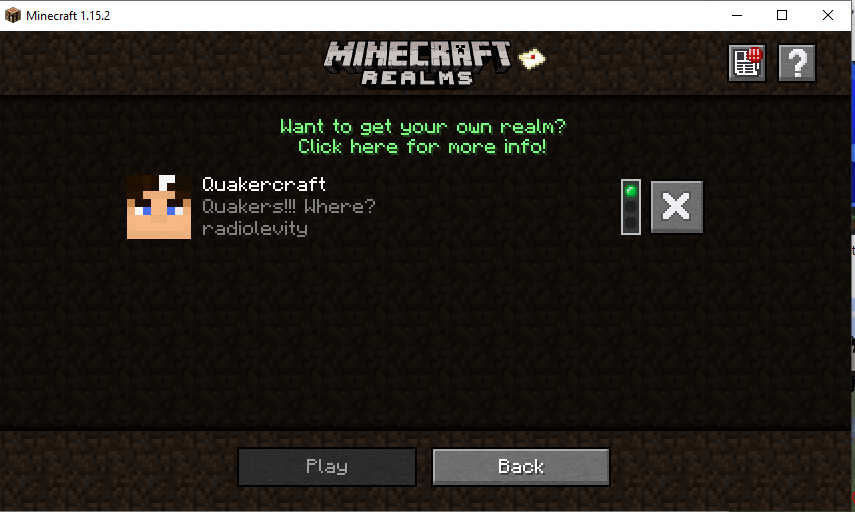 Minecraft 1.15.2
MINECRAFT
REALMS
?
Want to get your own realm?
Click here for more info!
Quakercraft
Quakers!!! Where?
radiolevity
Play
Back